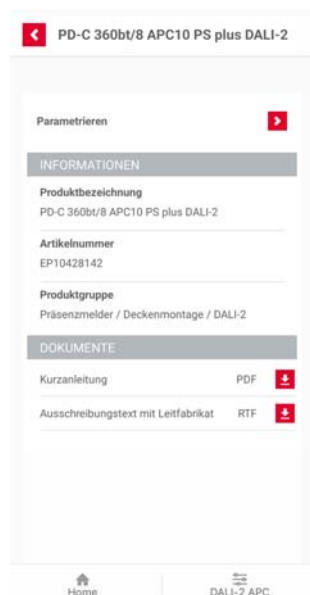 PD-C 360bt/8 APC10 PS plus DALI-2
Parametrieren
INFORMATIONEN
Produktbezeichnung
PD-C 360bt/8 APC10 PS plus DALI-2
Artikelnummer
EP10428142
Produktgruppe
Präsenzmelder / Deckenmontage / DALI-2
DOKUMENTE
Kurzanleitung PDF
Ausschreibungstext mit Leitfabrikat RTF
Home DALI-2 APC